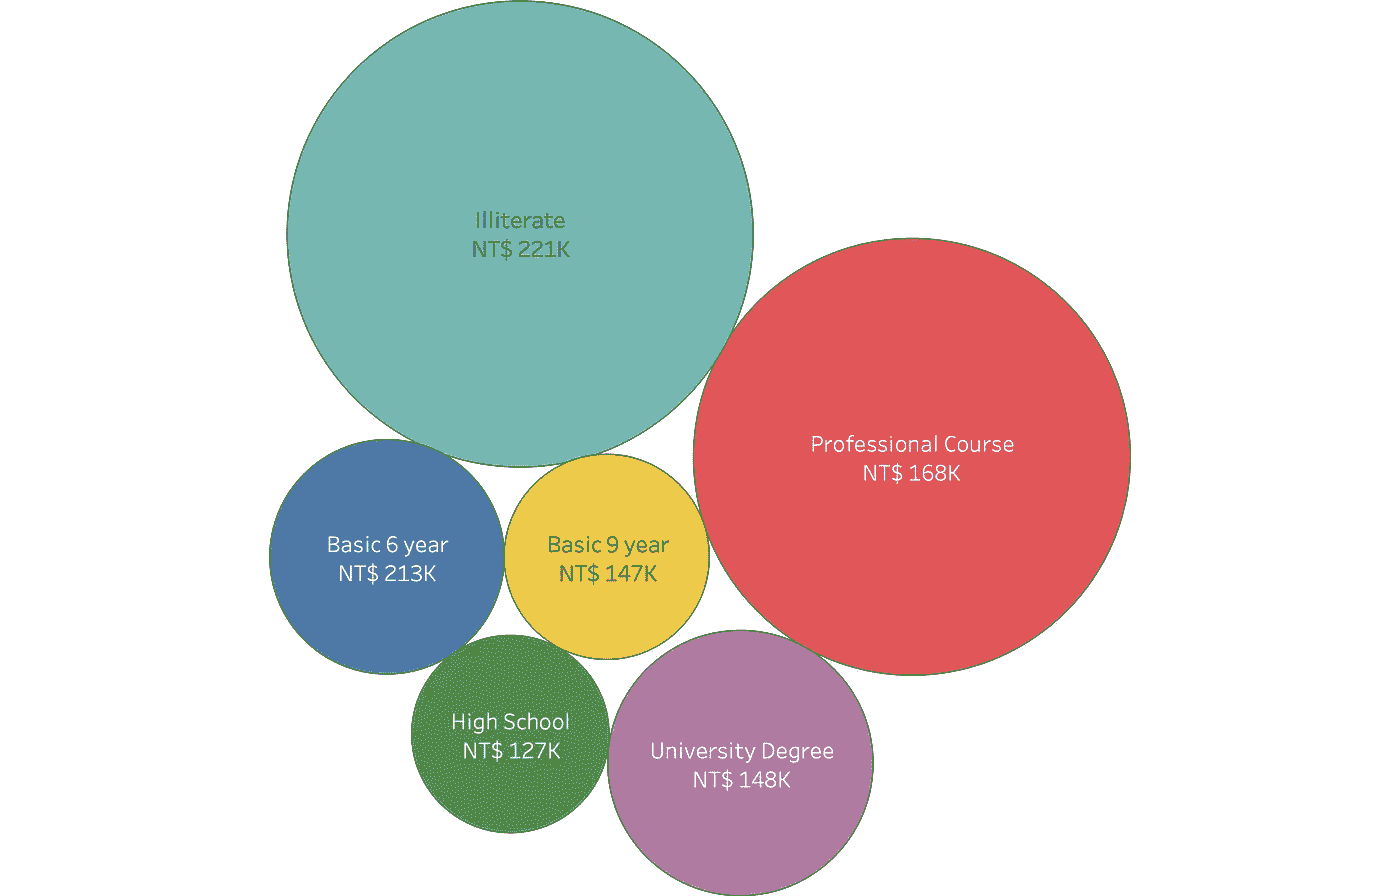 Illiterate
NT$ 221K
Professional Course
NT$ 168K
Basic 6 year
NT$ 213K
Basic 9 year
NT$ 147K
High School
NT$ 127K
University Degree
NT$ 148K